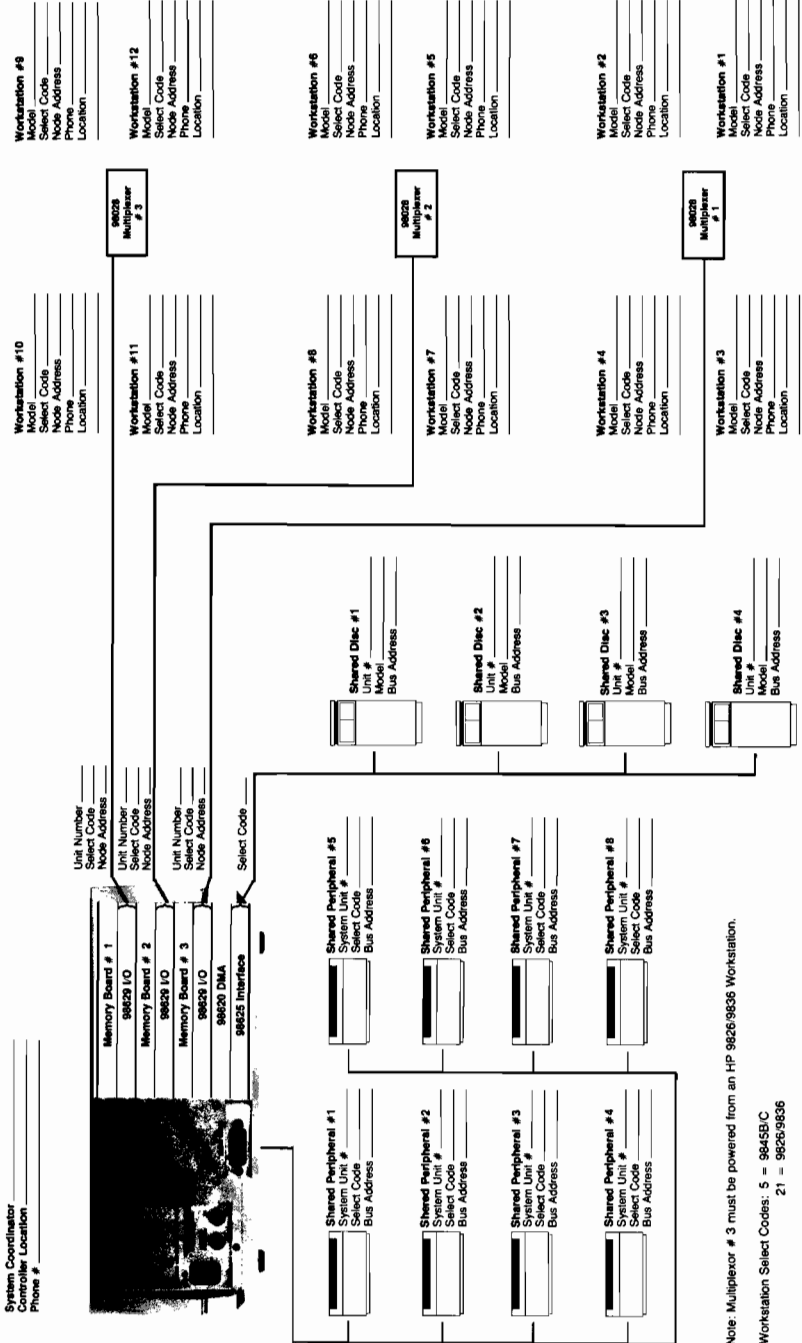 System Coordinator
Controller Location
Phone #
Memory Board # 1
98629 I/O
Memory Board # 2
98629 I/O
Memory Board # 3
98629 I/O
98620 DMA
98625 Interface
Unit Number
Select Code
Node Address
Unit Number
Select Code
Node Address
Unit Number
Select Code
Node Address
Select Code
Workstation #10
Model
Select Code
Node Address
Phone
Location
Workstation #9
Model
Select Code
Node Address
Phone
Location
98028
Multiplexer
# 3
Workstation #11
Model
Select Code
Node Address
Phone
Location
Workstation #12
Model
Select Code
Node Address
Phone
Location
Workstation #8
Model
Select Code
Node Address
Phone
Location
Workstation #6
Model
Select Code
Node Address
Phone
Location
98028
Multiplexer
# 2
Workstation #7
Model
Select Code
Node Address
Phone
Location
Workstation #5
Model
Select Code
Node Address
Phone
Location
Workstation #4
Model
Select Code
Node Address
Phone
Location
Workstation #2
Model
Select Code
Node Address
Phone
Location
98028
Multiplexer
# 1
Workstation #3
Model
Select Code
Node Address
Phone
Location
Workstation #1
Model
Select Code
Node Address
Phone
Location
Shared Peripheral #1
System Unit #
Select Code
Bus Address
Shared Peripheral #2
System Unit #
Select Code
Bus Address
Shared Peripheral #3
System Unit #
Select Code
Bus Address
Shared Peripheral #4
System Unit #
Select Code
Bus Address
Shared Peripheral #5
System Unit #
Select Code
Bus Address
Shared Peripheral #6
System Unit #
Select Code
Bus Address
Shared Peripheral #7
System Unit #
Select Code
Bus Address
Shared Peripheral #8
System Unit #
Select Code
Bus Address
Shared Disc #1
Unit #
Model
Bus Address
Shared Disc #2
Unit #
Model
Bus Address
Shared Disc #3
Unit #
Model
Bus Address
Shared Disc #4
Unit #
Model
Bus Address
Note: Multiplexor # 3 must be powered from an HP 9826/9836 Workstation.
Workstation Select Codes: 5 = 9845B/C
21 = 9826/9836